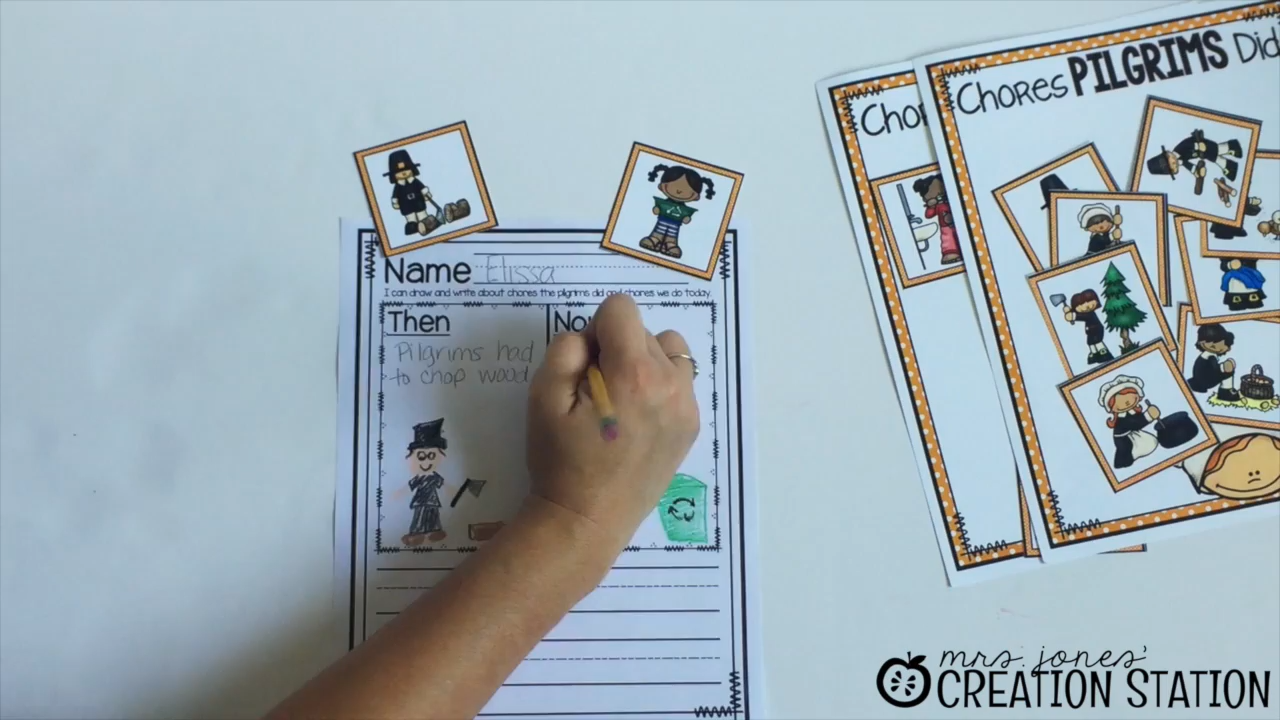 Chores PILGRIMS Did
Chor
Name Elissa
I can draw and write about chores the pilgrims did and chores we do today.
Then
No
Pilgrims had
to chop wood
mrs. jones'
CREATION STATION